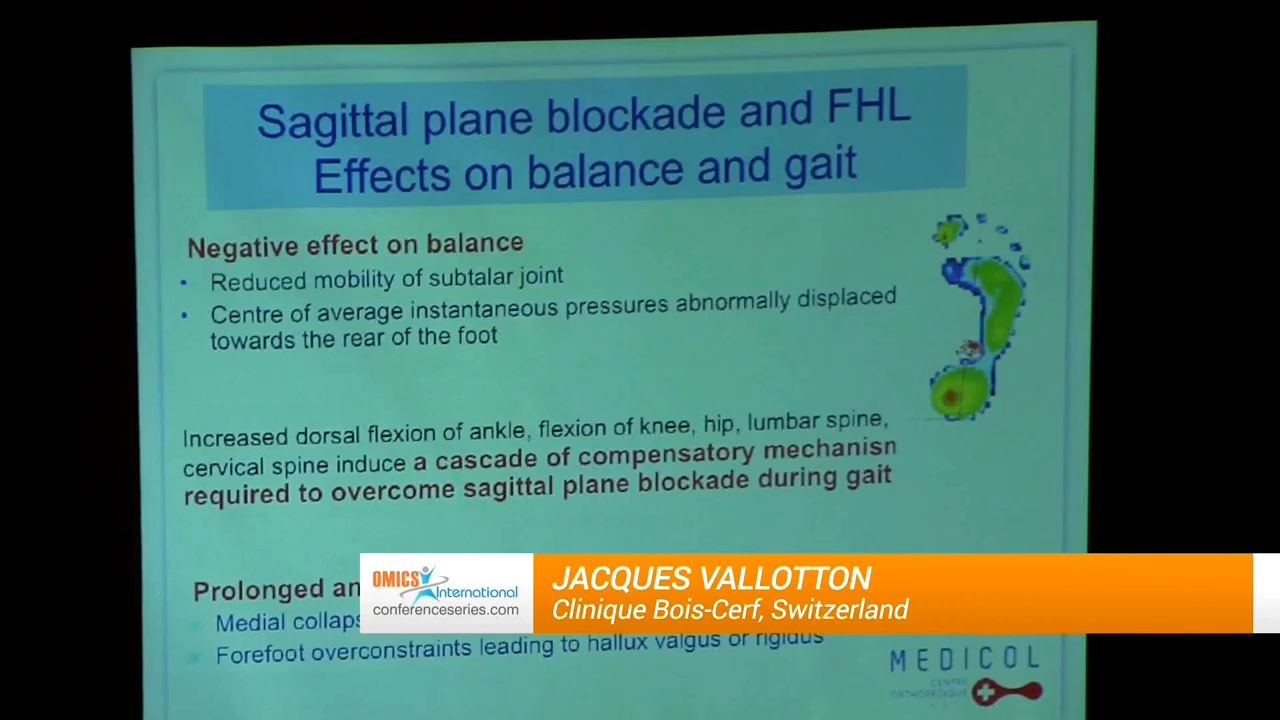 Sagittal plane blockade and FHL
Effects on balance and gait
Negative effect on balance
• Reduced mobility of subtalar joint
• Centre of average instantaneous pressures abnormally displaced
towards the rear of the foot
Increased dorsal flexion of ankle, flexion of knee, hip, lumbar spine,
cervical spine induce a cascade of compensatory mechanisn
required to overcome sagittal plane blockade during gait
Prolonged an
Medial collaps
Forefoot overconstraints leading to hallux valgus or rigidus
OMICS International
conferenceseries.com
JACQUES VALLOTTON
Clinique Bois-Cerf, Switzerland
MEDICOL
CENTRE
ORTHOPÉDIQUE